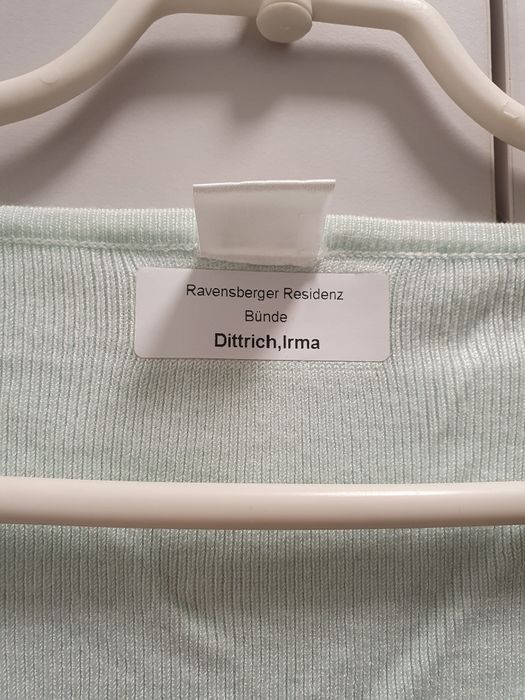 Ravensberger Residenz
Bünde
Dittrich,Irma